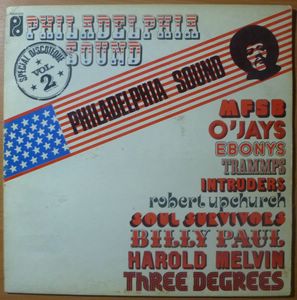 PHILADELPHIA
SOUND
SPECIAL DISCOTEQUE
VOL.
2
PHILADELPHIA SOUND
MFSB
O'JAYS
EBONYS
TRAMMPS
INTRUDERS
robert upchurch
SOUL SURVIVORS
BILLY PAUL
HAROLD MELVIN
THREE DEGREES